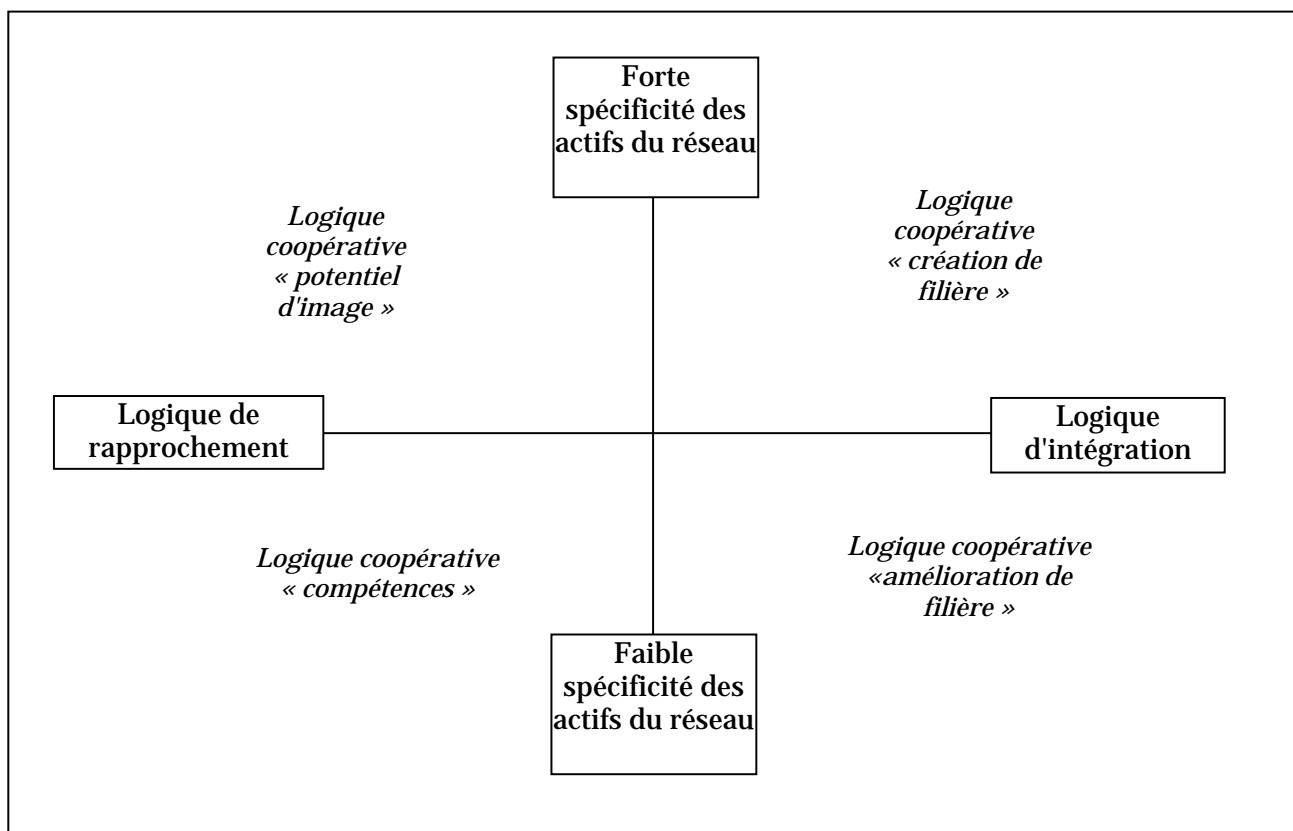 Forte
spécificité des
actifs du réseau
Logique
coopérative
« potentiel
d'image »
Logique
coopérative
« création de
filière »
Logique de
rapprochement
Logique
d'intégration
Logique coopérative
« compétences »
Logique coopérative
«amélioration de
filière »
Faible
spécificité des
actifs du réseau